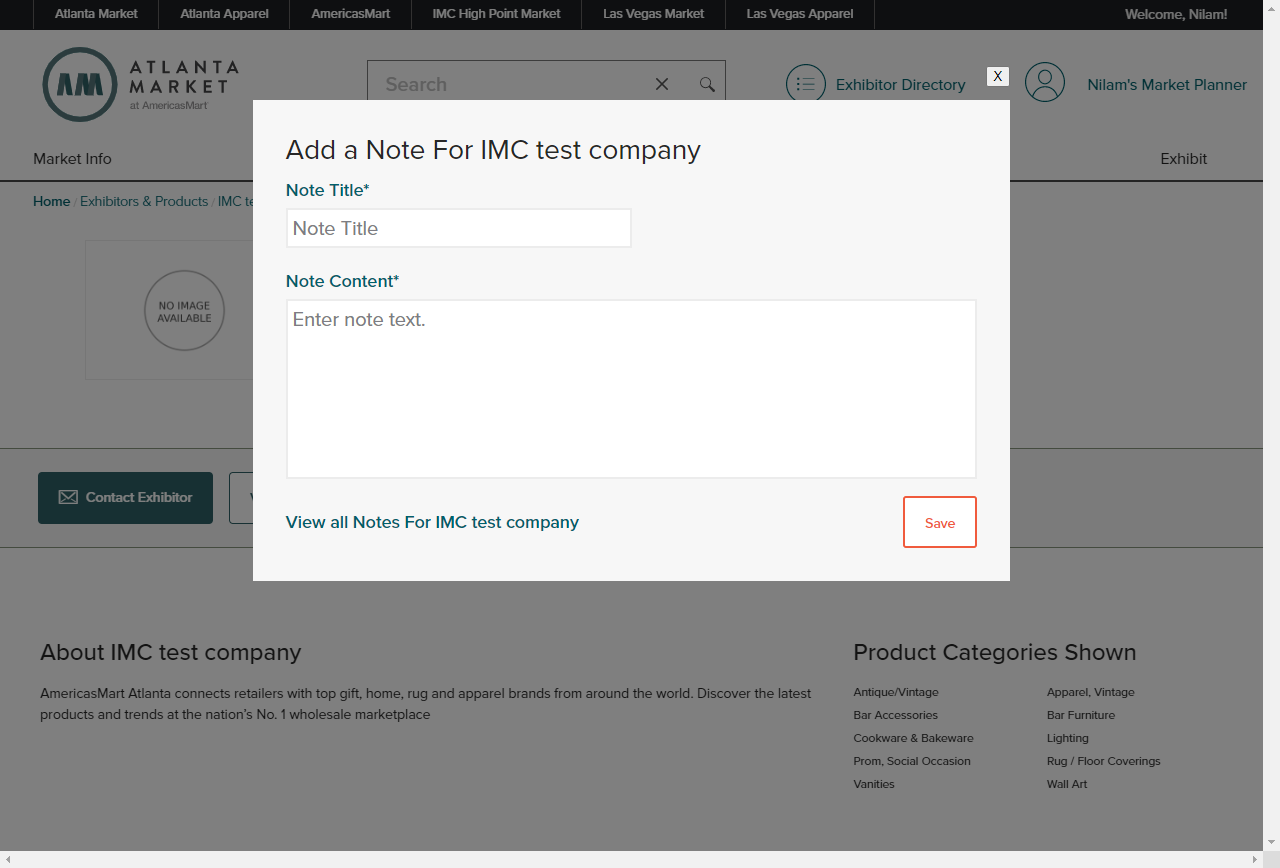 Atlanta Market Atlanta Apparel AmericasMart IMC High Point Market Las Vegas Market Las Vegas Apparel Welcome, Nilam!
AM ATLANTA MARKET at AmericasMart
Search
Exhibitor Directory
X
Nilam's Market Planner
Market Info
Exhibit
Home / Exhibitors & Products / IMC te
NO IMAGE
AVAILABLE
Add a Note For IMC test company
Note Title*
Note Title
Note Content*
Enter note text.
Contact Exhibitor
View all Notes For IMC test company
Save
About IMC test company
AmericasMart Atlanta connects retailers with top gift, home, rug and apparel brands from around the world. Discover the latest
products and trends at the nation's No. 1 wholesale marketplace
Product Categories Shown
Antique/Vintage Apparel, Vintage
Bar Accessories Bar Furniture
Cookware & Bakeware Lighting
Prom, Social Occasion Rug / Floor Coverings
Vanities Wall Art